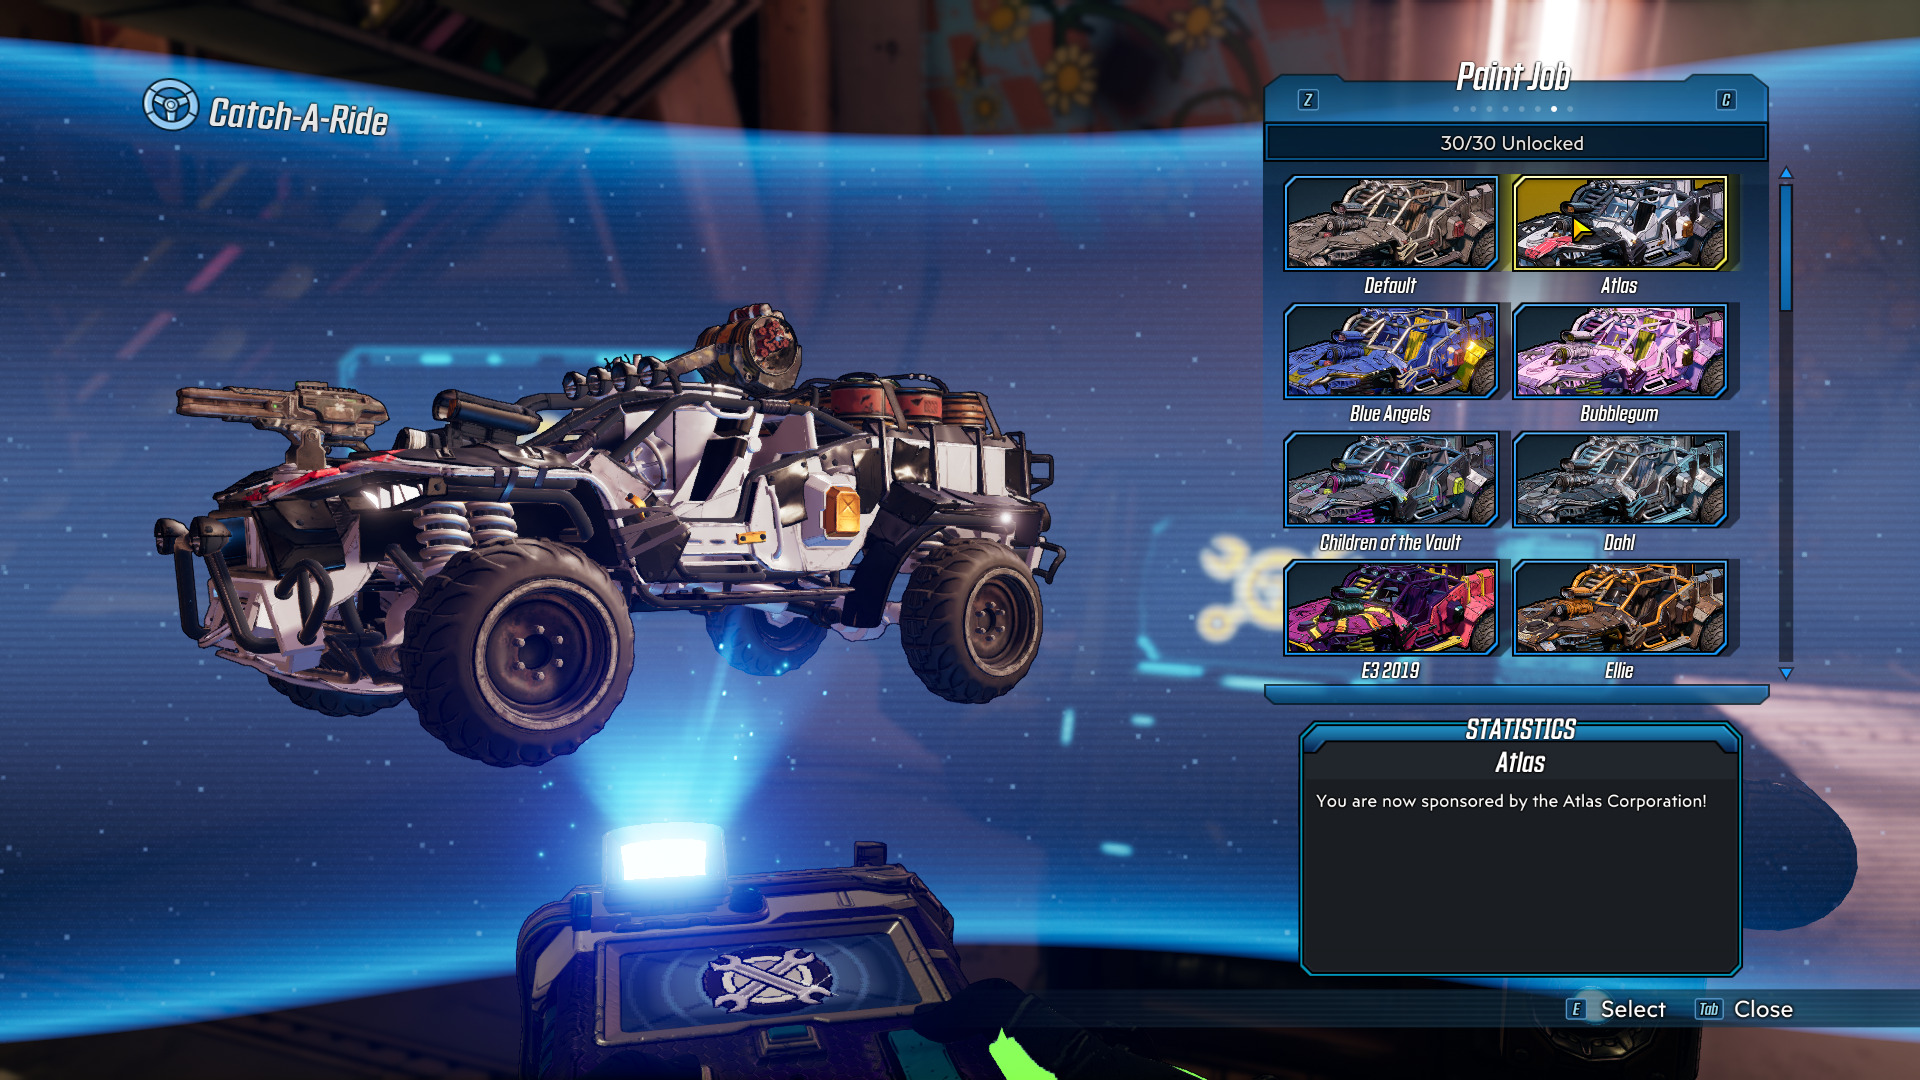 Catch-A-Ride
Paint Job
Z
C
30/30 Unlocked
Default
Atlas
Blue Angels
Bubblegum
Children of the Vault
Dahl
E3 2019
Ellie
STATISTICS
Atlas
You are now sponsored by the Atlas Corporation!
E Select Tab Close